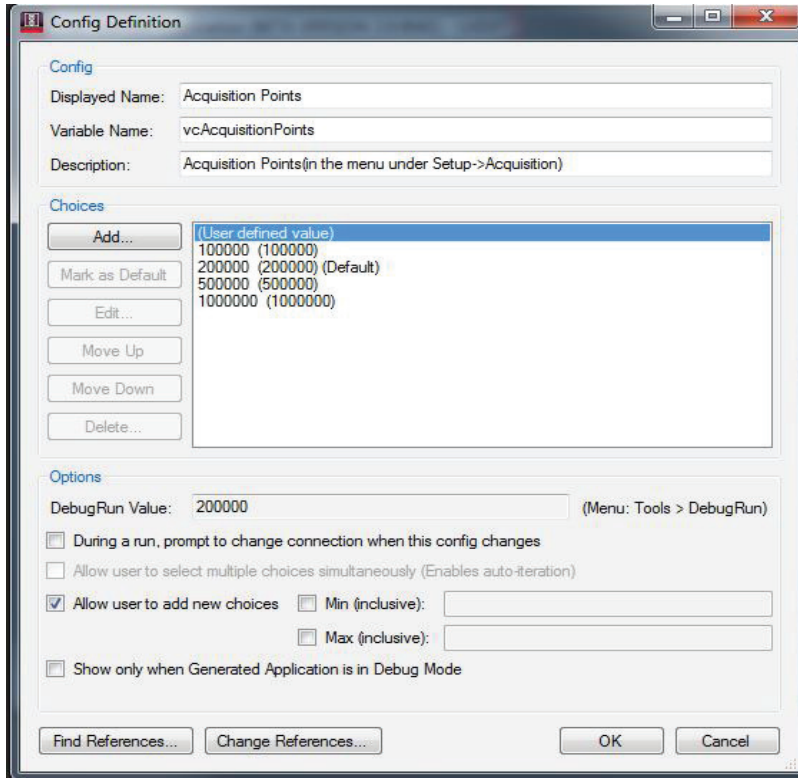 Config Definition
Config
Displayed Name: Acquisition Points
Variable Name: vcAcquisitionPoints
Description: Acquisition Points(in the menu under Setup->Acquisition)
Choices
Add...
(User defined value)
100000 (100000)
Mark as Default
200000 (200000) (Default)
500000 (500000)
1000000 (1000000)
Edit...
Move Up
Move Down
Delete...
Options
DebugRun Value: 200000 (Menu: Tools > DebugRun)
During a run, prompt to change connection when this config changes
Allow user to select multiple choices simultaneously (Enables auto-iteration)
Allow user to add new choices Min (inclusive):
Max (inclusive):
Show only when Generated Application is in Debug Mode
Find References... Change References... OK Cancel